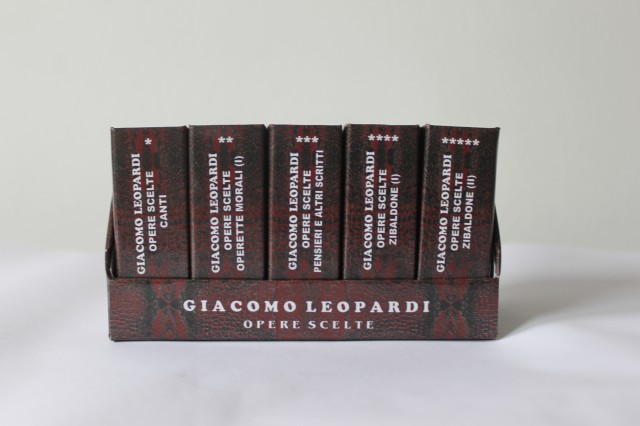 *
GIACOMO LEOPARDI
OPERE SCELTE
CANTI
**
GIACOMO LEOPARDI
OPERE SCELTE
OPERETTE MORALI (I)
***
GIACOMO LEOPARDI
OPERE SCELTE
PENSIERI E ALTRI SCRITTI
****
GIACOMO LEOPARDI
OPERE SCELTE
ZIBALDONE (I)
*****
GIACOMO LEOPARDI
OPERE SCELTE
ZIBALDONE (II)
GIACOMO LEOPARDI
OPERE SCELTE